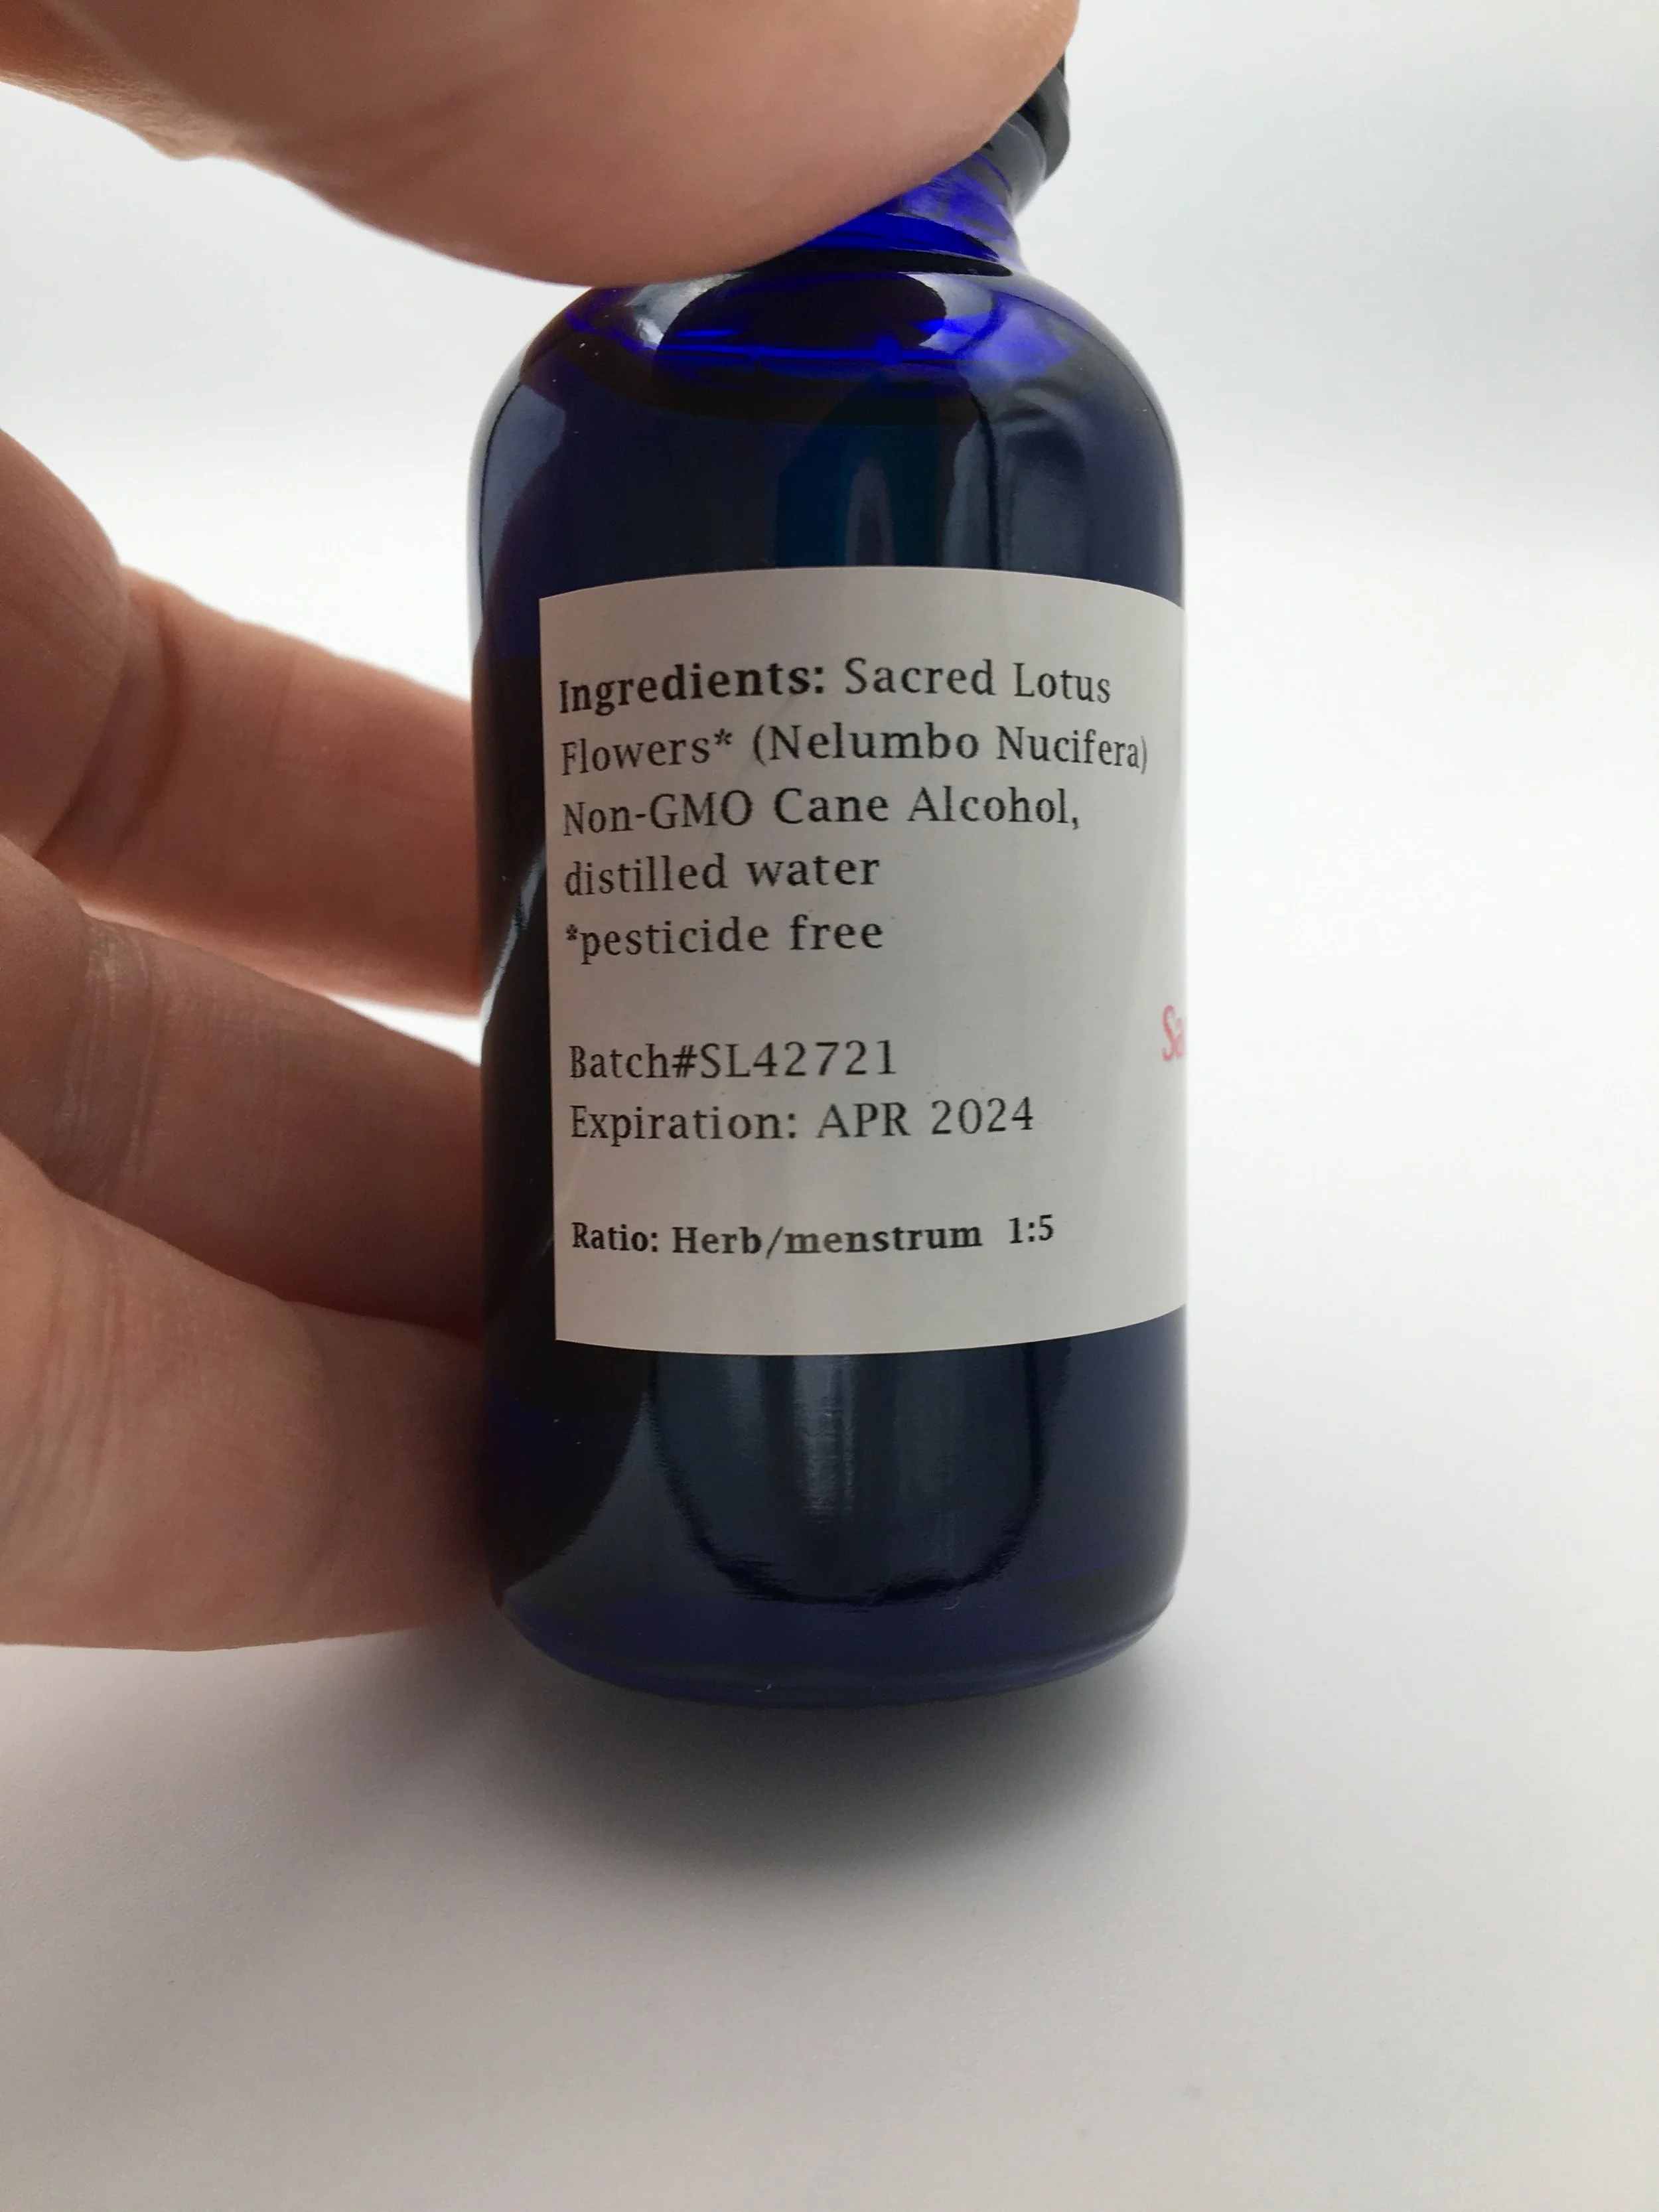 Ingredients: Sacred Lotus
Flowers* (Nelumbo Nucifera)
Non-GMO Cane Alcohol,
distilled water
*pesticide free
Batch#SL42721
Expiration: APR 2024
Ratio: Herb/menstrum 1:5